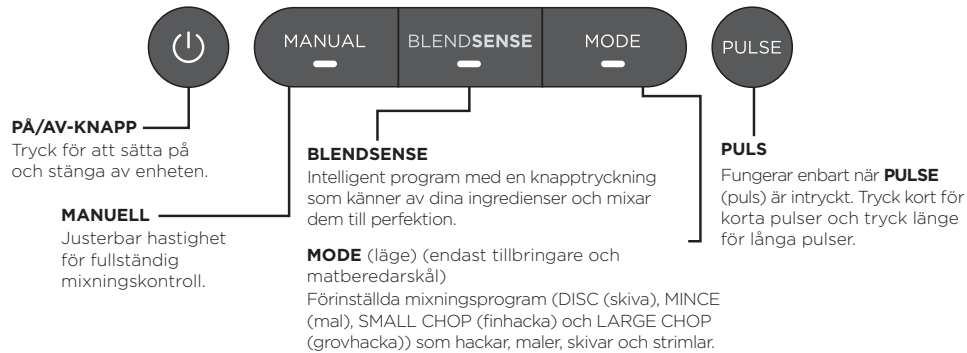 MANUAL
BLENDSENSE
MODE
PULSE
PÅ/AV-KNAPP
Tryck för att sätta på
och stänga av enheten.
MANUELL
Justerbar hastighet
för fullständig
mixningskontroll.
BLENDSENSE
Intelligent program med en knapptryckning
som känner av dina ingredienser och mixar
dem till perfektion.
MODE (läge) (endast tillbringare och
matberedarskål)
Förinställda mixningsprogram (DISC (skiva), MINCE
(mal), SMALL CHOP (finhacka) och LARGE CHOP
(grovhacka)) som hackar, maler, skivar och strimlar.
PULS
Fungerar enbart när PULSE
(puls) är intryckt. Tryck kort för
korta pulser och tryck länge
för långa pulser.